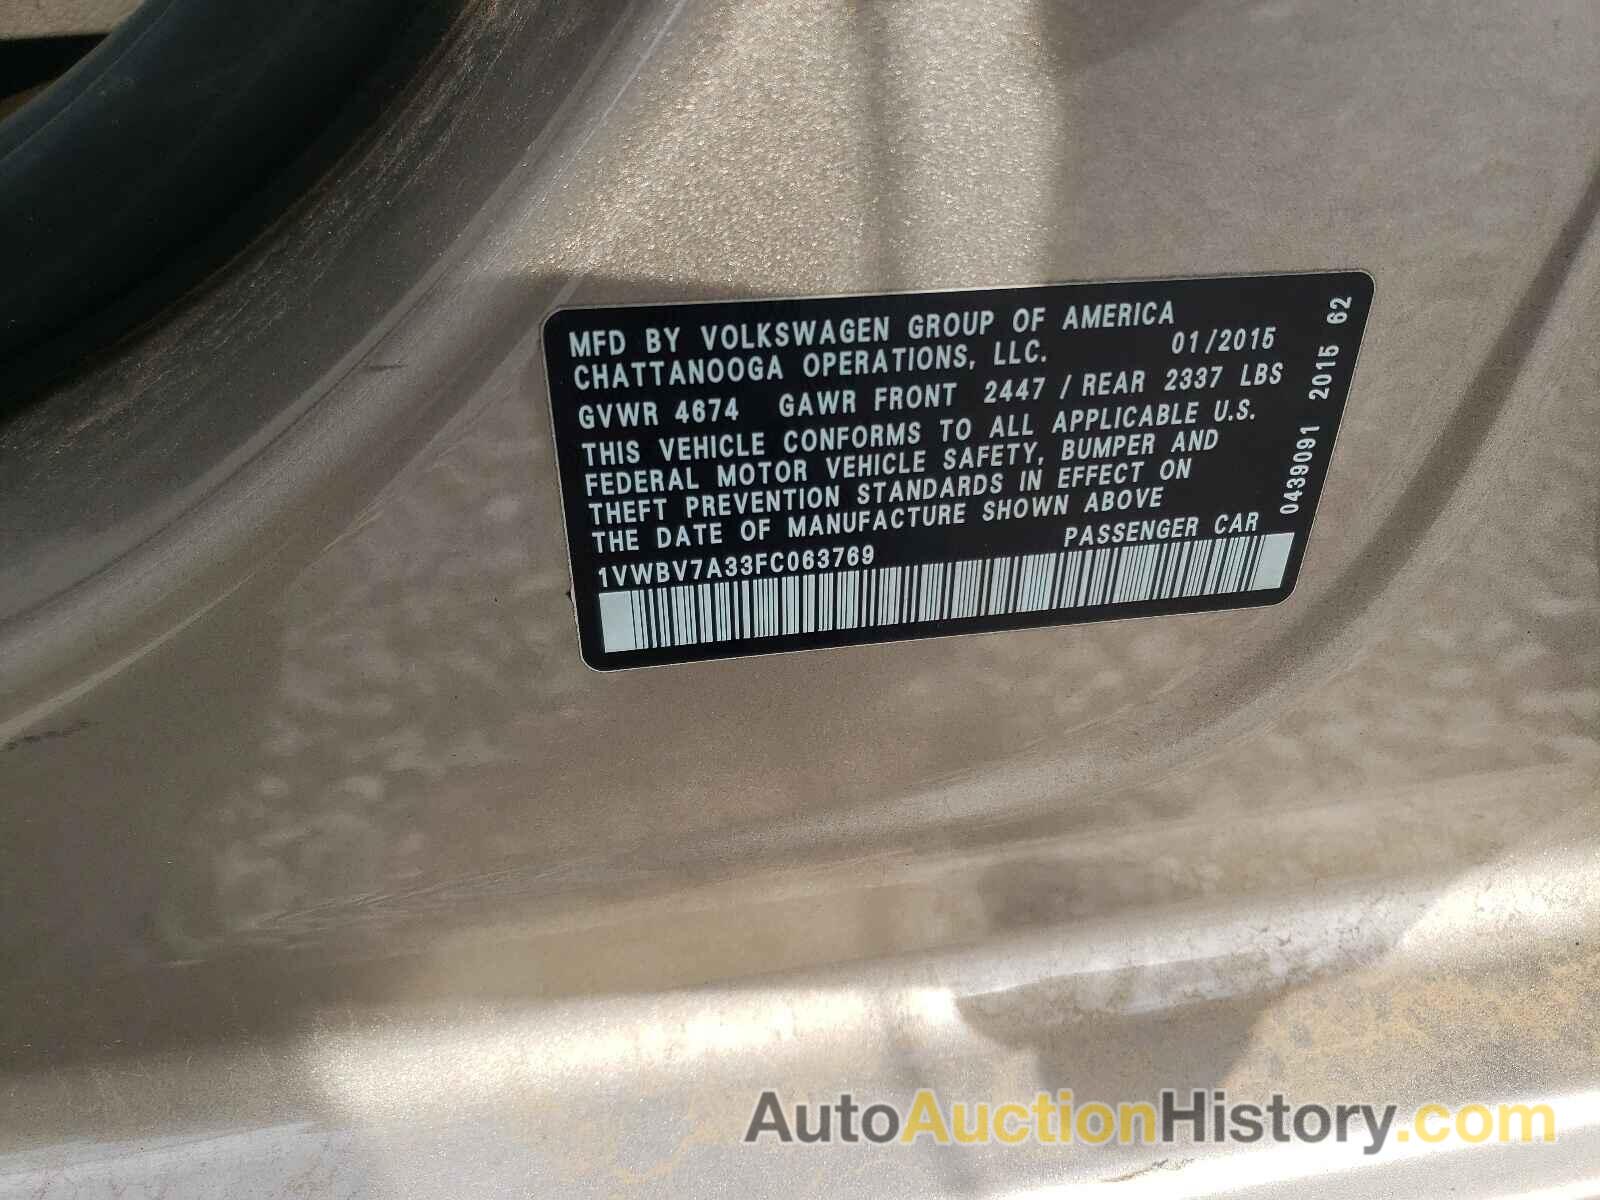 MFD BY VOLKSWAGEN GROUP OF AMERICA
CHATTANOOGA OPERATIONS, LLC. 01/2015
GVWR 4674 GAWR FRONT 2447 / REAR 2337 LBS
THIS VEHICLE CONFORMS TO ALL APPLICABLE U.S.
FEDERAL MOTOR VEHICLE SAFETY, BUMPER AND
THEFT PREVENTION STANDARDS IN EFFECT ON
THE DATE OF MANUFACTURE SHOWN ABOVE
1VWBV7A33FC063769 PASSENGER CAR
0439091 2015 62
AutoAuctionHistory.com